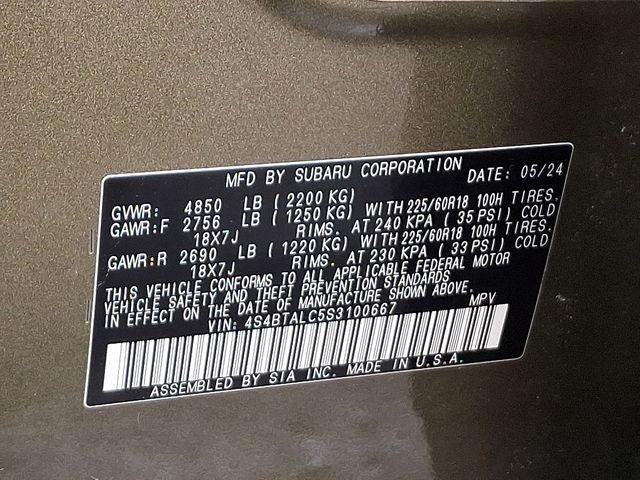 MFD BY SUBARU CORPORATION DATE: 05/24
GVWR: 4850 LB (2200 KG)
GAWR:F 2756 LB (1250 KG) WITH 225/60R18 100H TIRES.
18X7J RIMS. AT 240 KPA (35 PSI) COLD
GAWR:R 2690 LB (1220 KG) WITH 225/60R18 100H TIRES.
18X7J RIMS. AT 230 KPA (33 PSI) COLD
THIS VEHICLE CONFORMS TO ALL APPLICABLE FEDERAL MOTOR
VEHICLE SAFETY AND THEFT PREVENTION STANDARDS
IN EFFECT ON THE DATE OF MANUFACTURE SHOWN ABOVE.
VIN: 4S4BTALC5S3100667 MPV
ASSEMBLED BY SIA INC. MADE IN U.S.A.